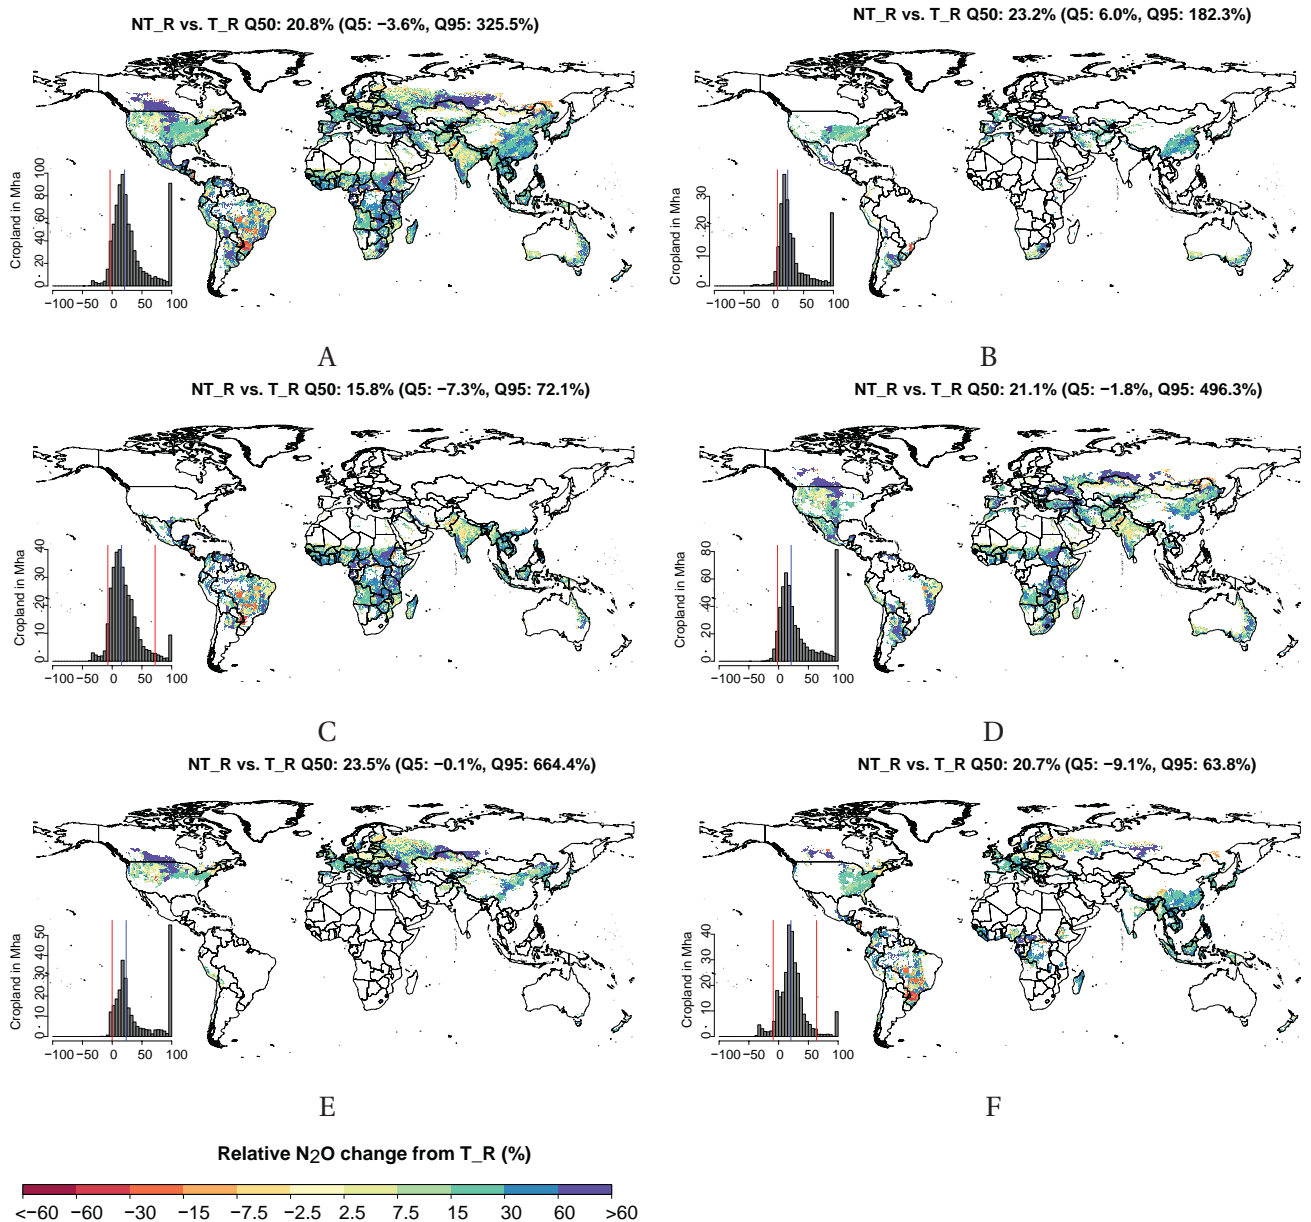 NT_R vs. T_R Q50: 20.8% (Q5: −3.6%, Q95: 325.5%)
NT_R vs. T_R Q50: 23.2% (Q5: 6.0%, Q95: 182.3%)
Cropland in Mha
0 20 40 60 80 100
−100 −50 0 50 100
Cropland in Mha
0 10 20 30
−100 −50 0 50 100
A
B
NT_R vs. T_R Q50: 15.8% (Q5: −7.3%, Q95: 72.1%)
NT_R vs. T_R Q50: 21.1% (Q5: −1.8%, Q95: 496.3%)
Cropland in Mha
0 10 20 30 40
−100 −50 0 50 100
Cropland in Mha
0 20 40 60 80
−100 −50 0 50 100
C
D
NT_R vs. T_R Q50: 23.5% (Q5: −0.1%, Q95: 664.4%)
NT_R vs. T_R Q50: 20.7% (Q5: −9.1%, Q95: 63.8%)
Cropland in Mha
0 10 20 30 40 50
−100 −50 0 50 100
Cropland in Mha
0 10 20 30 40
−100 −50 0 50 100
E
F
Relative N2O change from T_R (%)
<−60 −60 −30 −15 −7.5 −2.5 2.5 7.5 15 30 60 >60